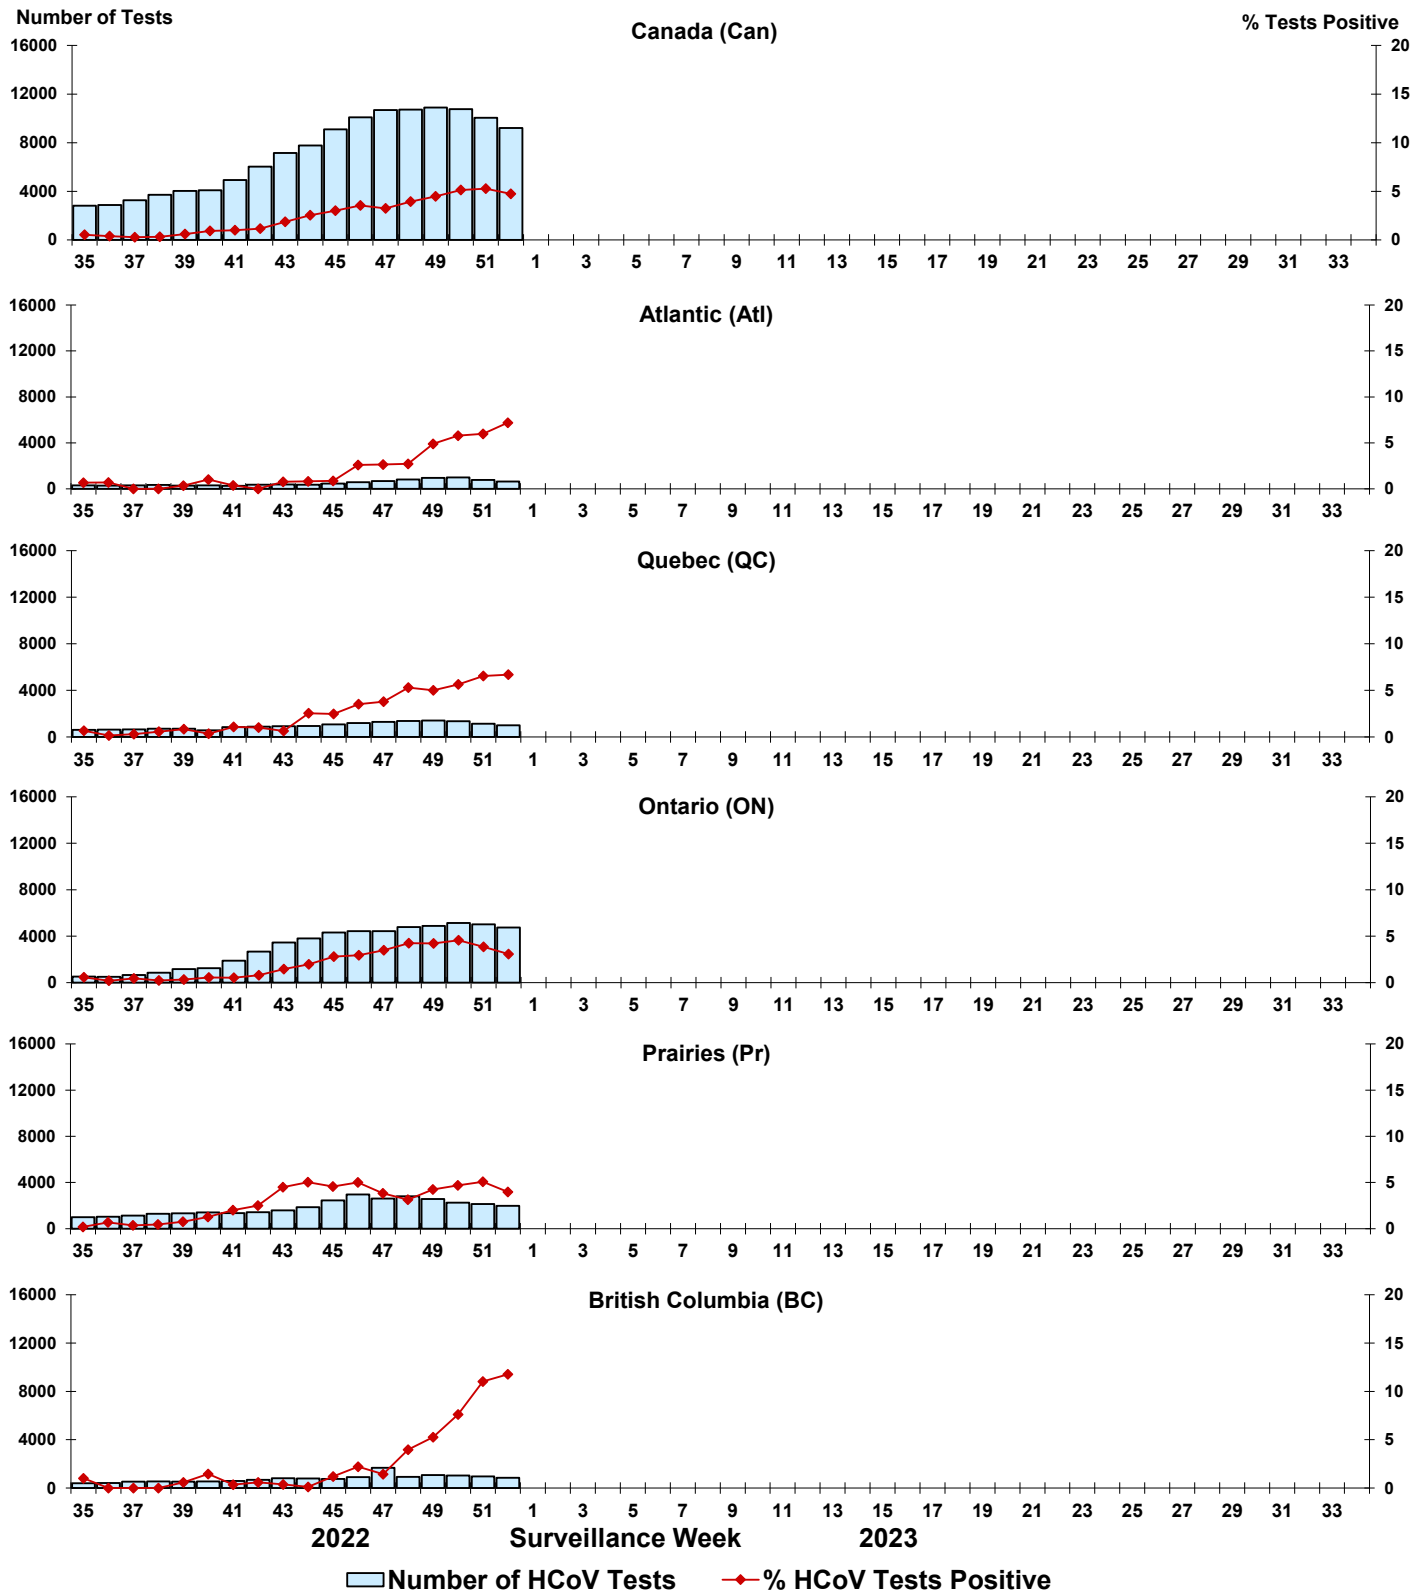 Number of Tests
Canada (Can)
% Tests Positive
16000 20
12000 15
8000 10
4000 5
0 0
35 37 39 41 43 45 47 49 51 1 3 5 7 9 11 13 15 17 19 21 23 25 27 29 31 33
Atlantic (Atl)
16000 20
12000 15
8000 10
4000 5
0 0
35 37 39 41 43 45 47 49 51 1 3 5 7 9 11 13 15 17 19 21 23 25 27 29 31 33
Quebec (QC)
16000 20
12000 15
8000 10
4000 5
0 0
35 37 39 41 43 45 47 49 51 1 3 5 7 9 11 13 15 17 19 21 23 25 27 29 31 33
Ontario (ON)
16000 20
12000 15
8000 10
4000 5
0 0
35 37 39 41 43 45 47 49 51 1 3 5 7 9 11 13 15 17 19 21 23 25 27 29 31 33
Prairies (Pr)
16000 20
12000 15
8000 10
4000 5
0 0
35 37 39 41 43 45 47 49 51 1 3 5 7 9 11 13 15 17 19 21 23 25 27 29 31 33
British Columbia (BC)
16000 20
12000 15
8000 10
4000 5
0 0
35 37 39 41 43 45 47 49 51 1 3 5 7 9 11 13 15 17 19 21 23 25 27 29 31 33
2022 Surveillance Week 2023
Number of HCoV Tests % HCoV Tests Positive